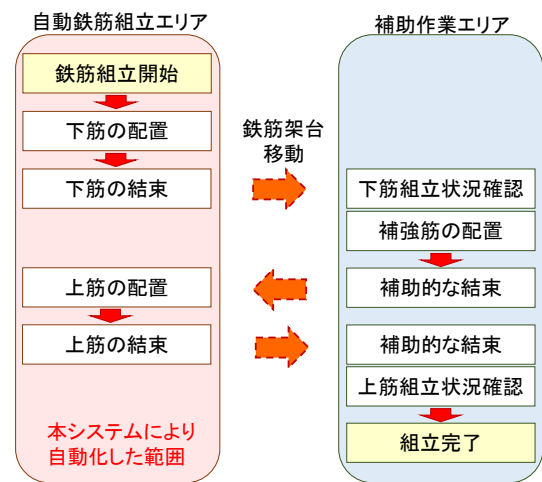 自動鉄筋組立エリア
鉄筋組立開始
下筋の配置
下筋の結束
上筋の配置
上筋の結束
本システムにより
自動化した範囲
鉄筋架台
移動
補助作業エリア
下筋組立状況確認
補強筋の配置
補助的な結束
補助的な結束
上筋組立状況確認
組立完了